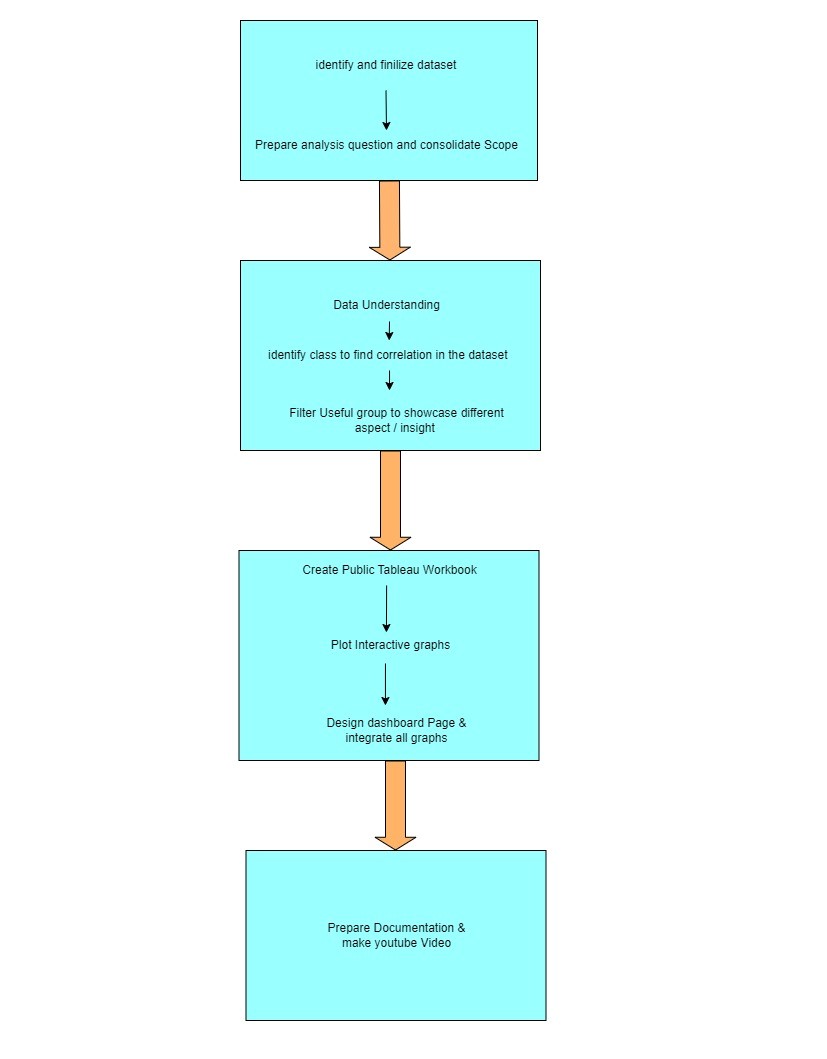 identify and finilize dataset
Prepare analysis question and consolidate Scope
Data Understanding
identify class to find correlation in the dataset
Filter Useful group to showcase different
aspect / insight
Create Public Tableau Workbook
Plot Interactive graphs
Design dashboard Page &
integrate all graphs
Prepare Documentation &
make youtube Video